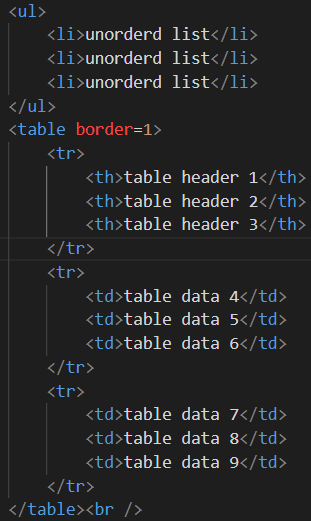 <ul>
    <li>unorderd list</li>
    <li>unorderd list</li>
    <li>unorderd list</li>
</ul>
<table border=1>
    <tr>
        <th>table header 1</th>
        <th>table header 2</th>
        <th>table header 3</th>
    </tr>
    <tr>
        <td>table data 4</td>
        <td>table data 5</td>
        <td>table data 6</td>
    </tr>
    <tr>
        <td>table data 7</td>
        <td>table data 8</td>
        <td>table data 9</td>
    </tr>
</table><br />